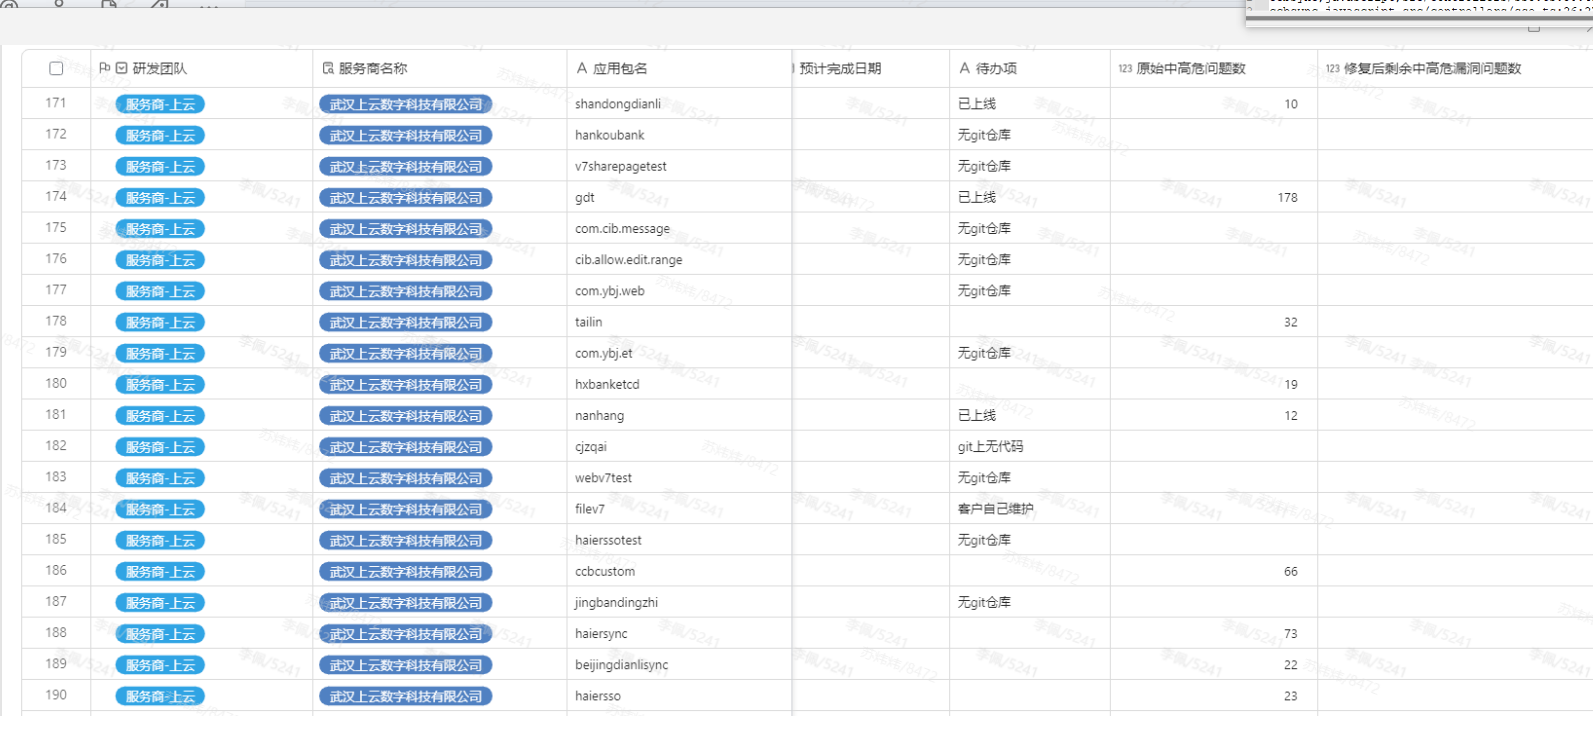 研发团队 服务商名称 A 应用包名 预计完成日期 A 待办项 123 原始中高危问题数 123 修复后剩余中高危漏洞问题数
171 服务商-上云 武汉上云数字科技有限公司 shandongdianli 已上线 10
172 服务商-上云 武汉上云数字科技有限公司 hankoubank 无git仓库
173 服务商-上云 武汉上云数字科技有限公司 v7sharepagetest 无git仓库
174 服务商-上云 武汉上云数字科技有限公司 gdt 已上线 178
175 服务商-上云 武汉上云数字科技有限公司 com.cib.message 无git仓库
176 服务商-上云 武汉上云数字科技有限公司 cib.allow.edit.range 无git仓库
177 服务商-上云 武汉上云数字科技有限公司 com.ybj.web 无git仓库
178 服务商-上云 武汉上云数字科技有限公司 tailin 32
179 服务商-上云 武汉上云数字科技有限公司 com.ybj.et 无git仓库
180 服务商-上云 武汉上云数字科技有限公司 hxbanketcd 19
181 服务商-上云 武汉上云数字科技有限公司 nanhang 已上线 12
182 服务商-上云 武汉上云数字科技有限公司 cjzqai git上无代码
183 服务商-上云 武汉上云数字科技有限公司 webv7test 无git仓库
184 服务商-上云 武汉上云数字科技有限公司 filev7 客户自己维护
185 服务商-上云 武汉上云数字科技有限公司 haierssotest 无git仓库
186 服务商-上云 武汉上云数字科技有限公司 ccbcustom 66
187 服务商-上云 武汉上云数字科技有限公司 jingbandingzhi 无git仓库
188 服务商-上云 武汉上云数字科技有限公司 haiersync 73
189 服务商-上云 武汉上云数字科技有限公司 beijingdianlisync 22
190 服务商-上云 武汉上云数字科技有限公司 haiersso 23